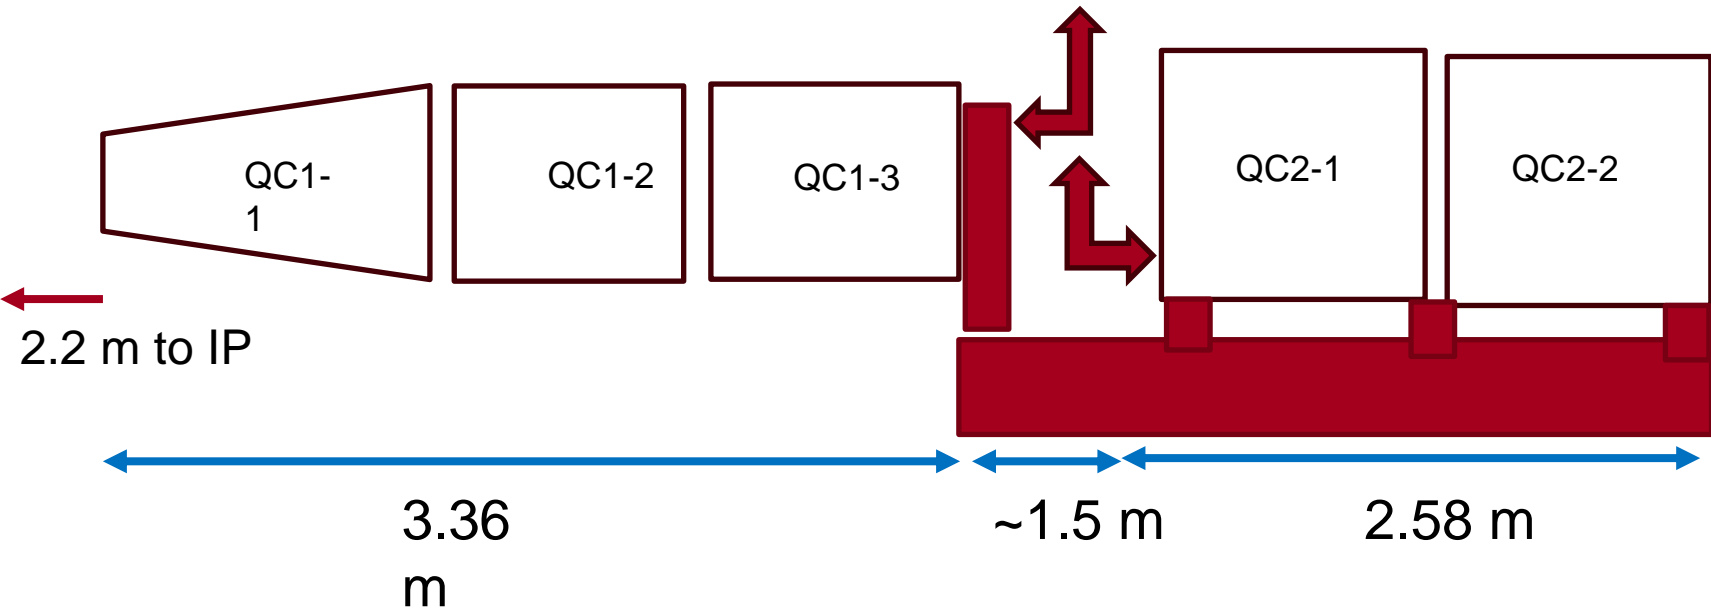 QC1-
1
QC1-2
QC1-3
QC2-1
QC2-2
2.2 m to IP
3.36
m
~1.5 m
2.58 m